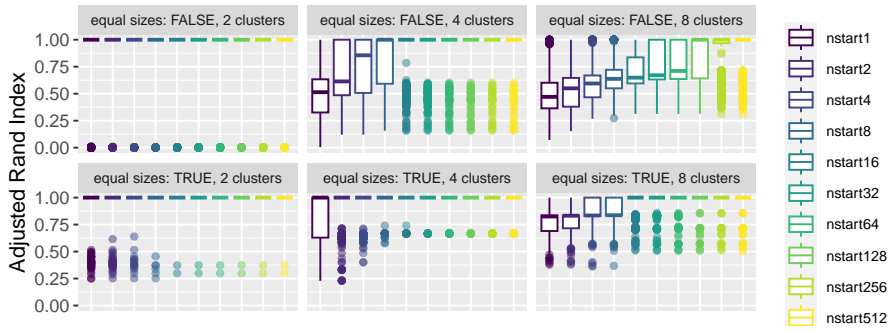 equal sizes: FALSE, 2 clusters
equal sizes: FALSE, 4 clusters
equal sizes: FALSE, 8 clusters
1.00
0.75
0.50
0.25
0.00
equal sizes: TRUE, 2 clusters
equal sizes: TRUE, 4 clusters
equal sizes: TRUE, 8 clusters
1.00
0.75
0.50
0.25
0.00
Adjusted Rand Index
nstart1
nstart2
nstart4
nstart8
nstart16
nstart32
nstart64
nstart128
nstart256
nstart512